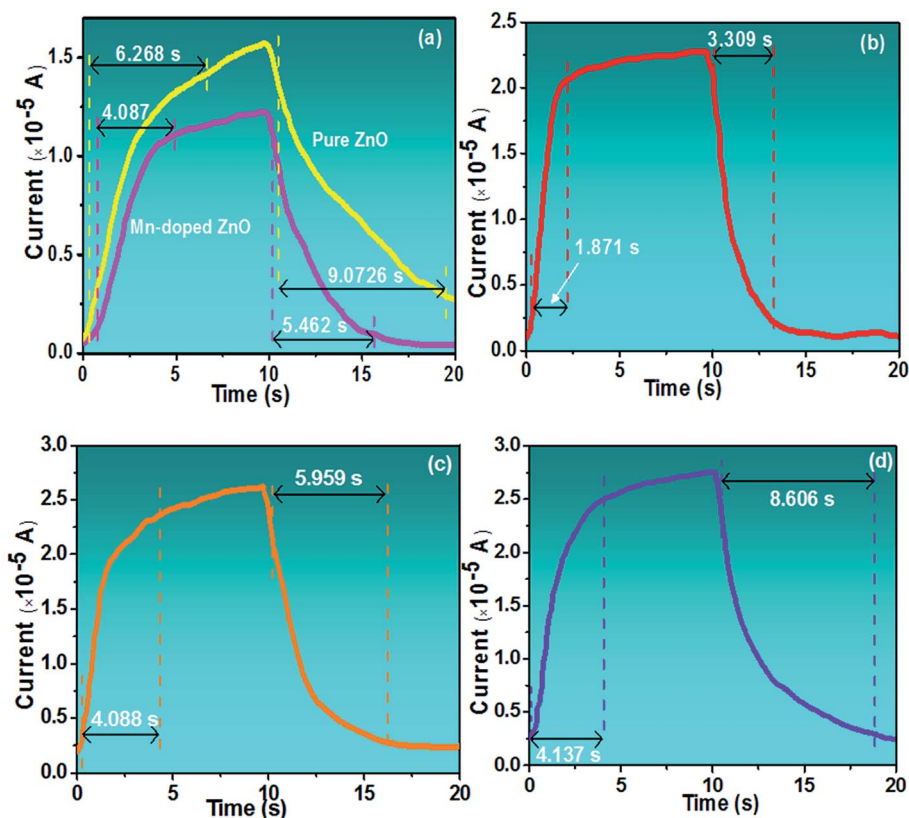 (a)
6.268 s
4.087
Pure ZnO
Mn-doped ZnO
9.0726 s
5.462 s
Current (×10-5 A)
1.5
1.0
0.5
0.0
0 5 10 15 20
Time (s)
(b)
3.309 s
1.871 s
Current (×10-5 A)
2.5
2.0
1.5
1.0
0.5
0.0
0 5 10 15 20
Time (s)
(c)
5.959 s
4.088 s
Current (×10-5 A)
3.0
2.5
2.0
1.5
1.0
0.5
0.0
0 5 10 15 20
Time (s)
(d)
8.606 s
4.137 s
Current (×10-5 A)
3.0
2.5
2.0
1.5
1.0
0.5
0.0
0 5 10 15 20
Time (s)